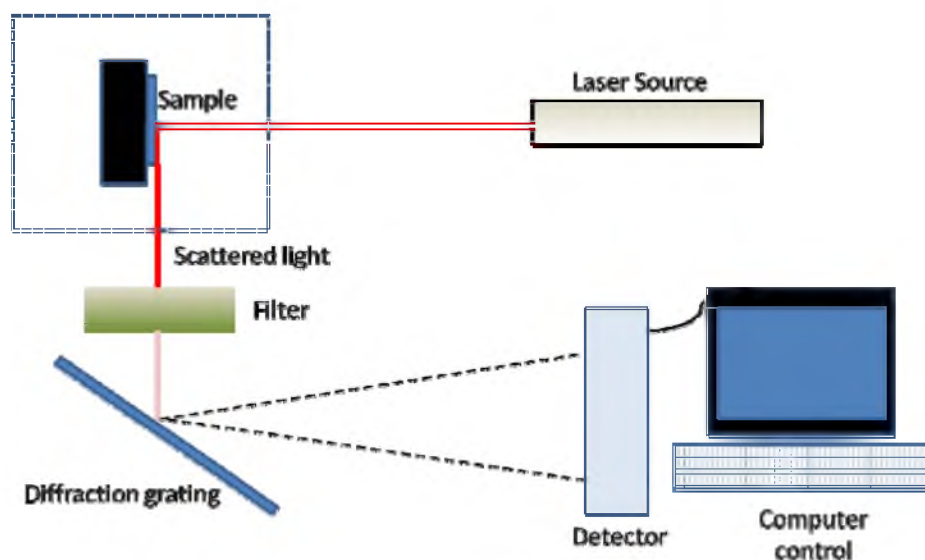 Laser Source
Sample
Scattered light
Filter
Diffraction grating
Detector
Computer
control